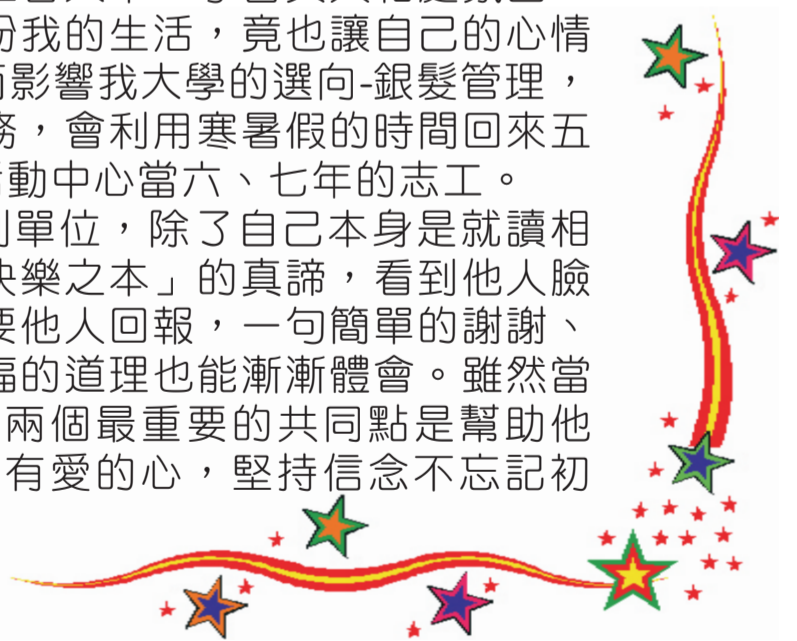 份我的生活，竟也讓自己的心情
影響我大學的選向-銀髮管理，
務，會利用寒暑假的時間回來五
動中心當六、七年的志工。
單位，除了自己本身是就讀相
快樂之本」的真諦，看到他人臉
要他人回報，一句簡單的謝謝、
福的道理也能漸漸體會。雖然當
兩個最重要的共同點是幫助他
有愛的心，堅持信念不忘記初